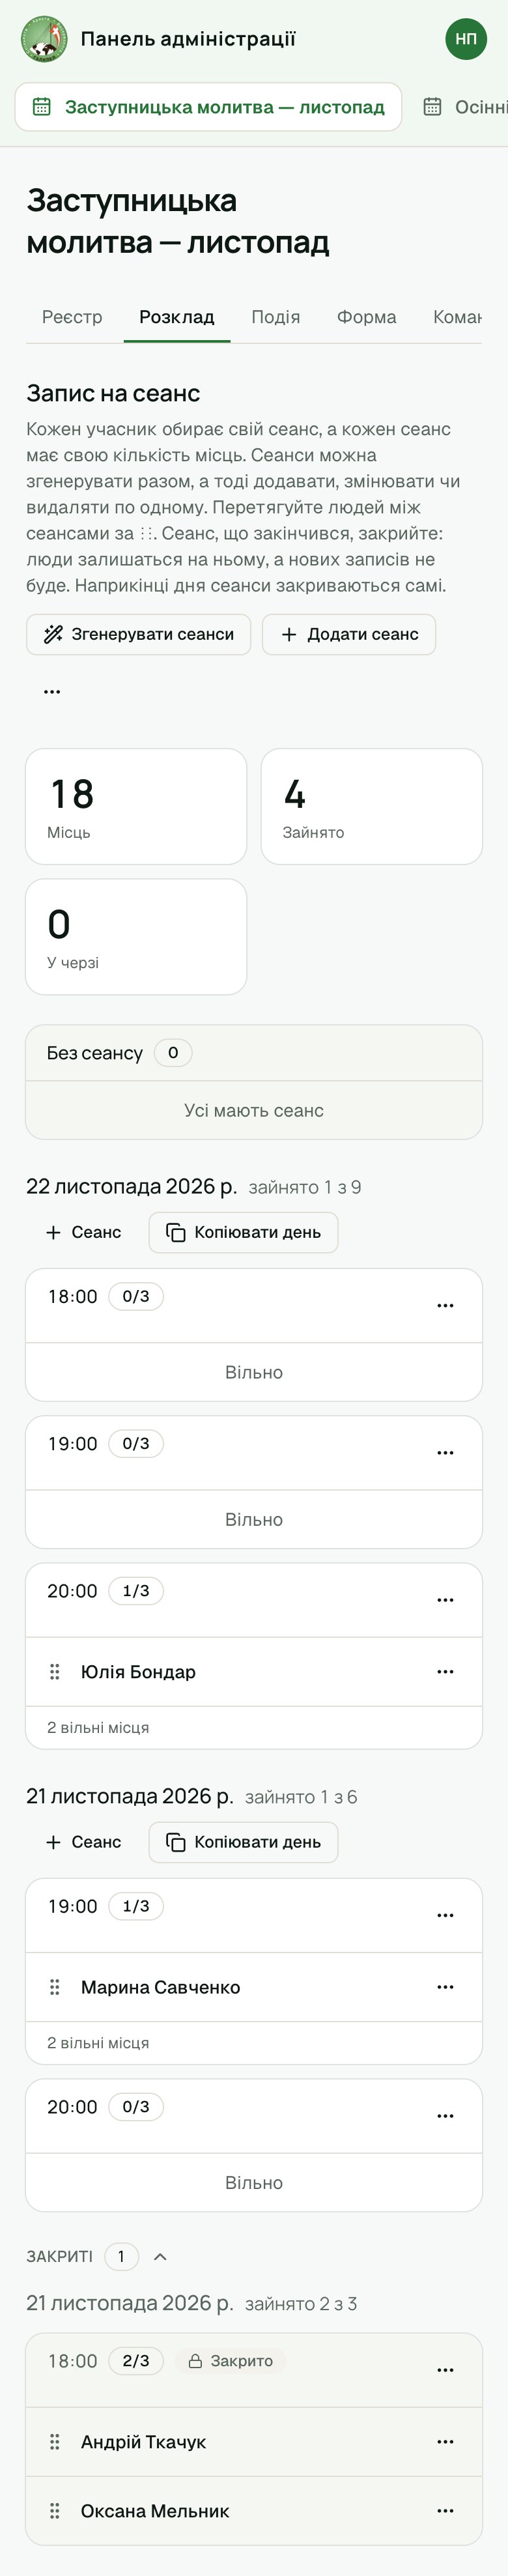 Панель адміністрації
НП
Заступницька молитва — листопад
Осінні
Заступницька
молитва — листопад
Реєстр
Розклад
Подія
Форма
Коман
Запис на сеанс
Кожен учасник обирає свій сеанс, а кожен сеанс
має свою кількість місць. Сеанси можна
згенерувати разом, а тоді додавати, змінювати чи
видаляти по одному. Перетягуйте людей між
сеансами за ⠿. Сеанс, що закінчився, закрийте:
люди залишаться на ньому, а нових записів не
буде. Наприкінці дня сеанси закриваються самі.
Згенерувати сеанси
Додати сеанс
18
Місць
4
Зайнято
0
У черзі
Без сеансу 0
Усі мають сеанс
22 листопада 2026 р. зайнято 1 з 9
Сеанс
Копіювати день
18:00 0/3
Вільно
19:00 0/3
Вільно
20:00 1/3
Юлія Бондар
2 вільні місця
21 листопада 2026 р. зайнято 1 з 6
Сеанс
Копіювати день
19:00 1/3
Марина Савченко
2 вільні місця
20:00 0/3
Вільно
ЗАКРИТІ 1
21 листопада 2026 р. зайнято 2 з 3
18:00 2/3 Закрито
Андрій Ткачук
Оксана Мельник